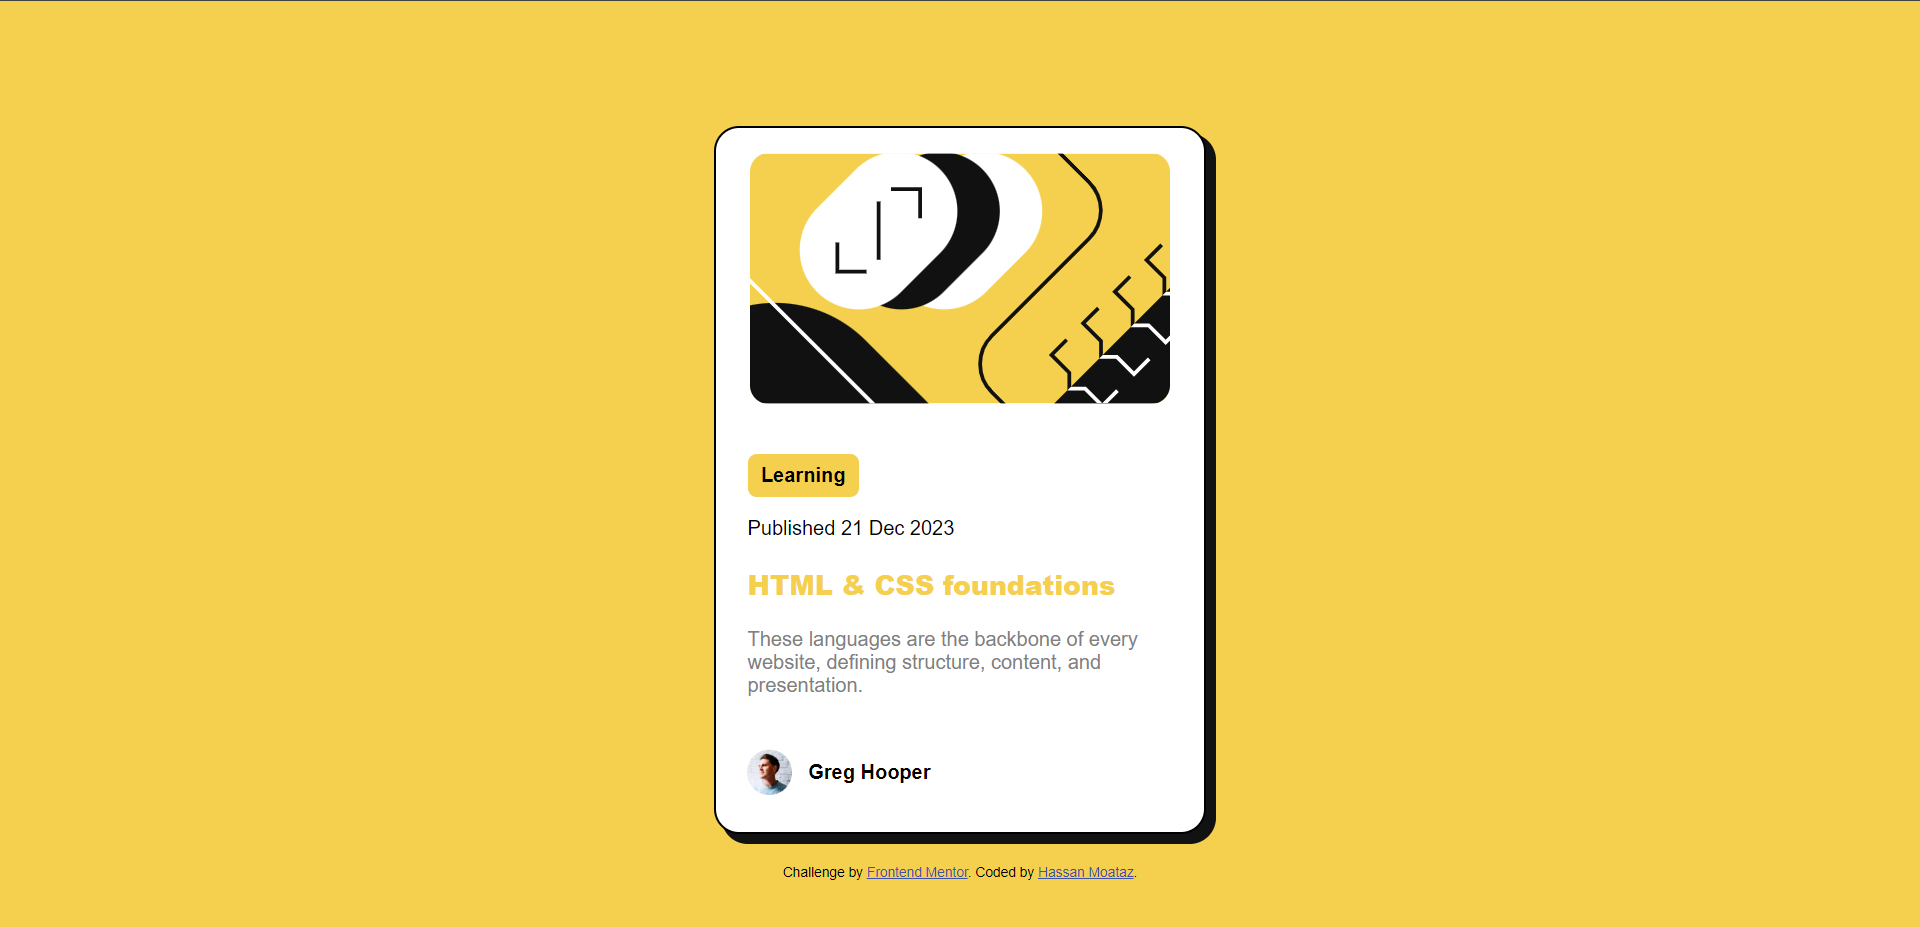 Learning
Published 21 Dec 2023
HTML & CSS foundations
These languages are the backbone of every
website, defining structure, content, and
presentation.
Greg Hooper
Challenge by Frontend Mentor. Coded by Hassan Moataz.